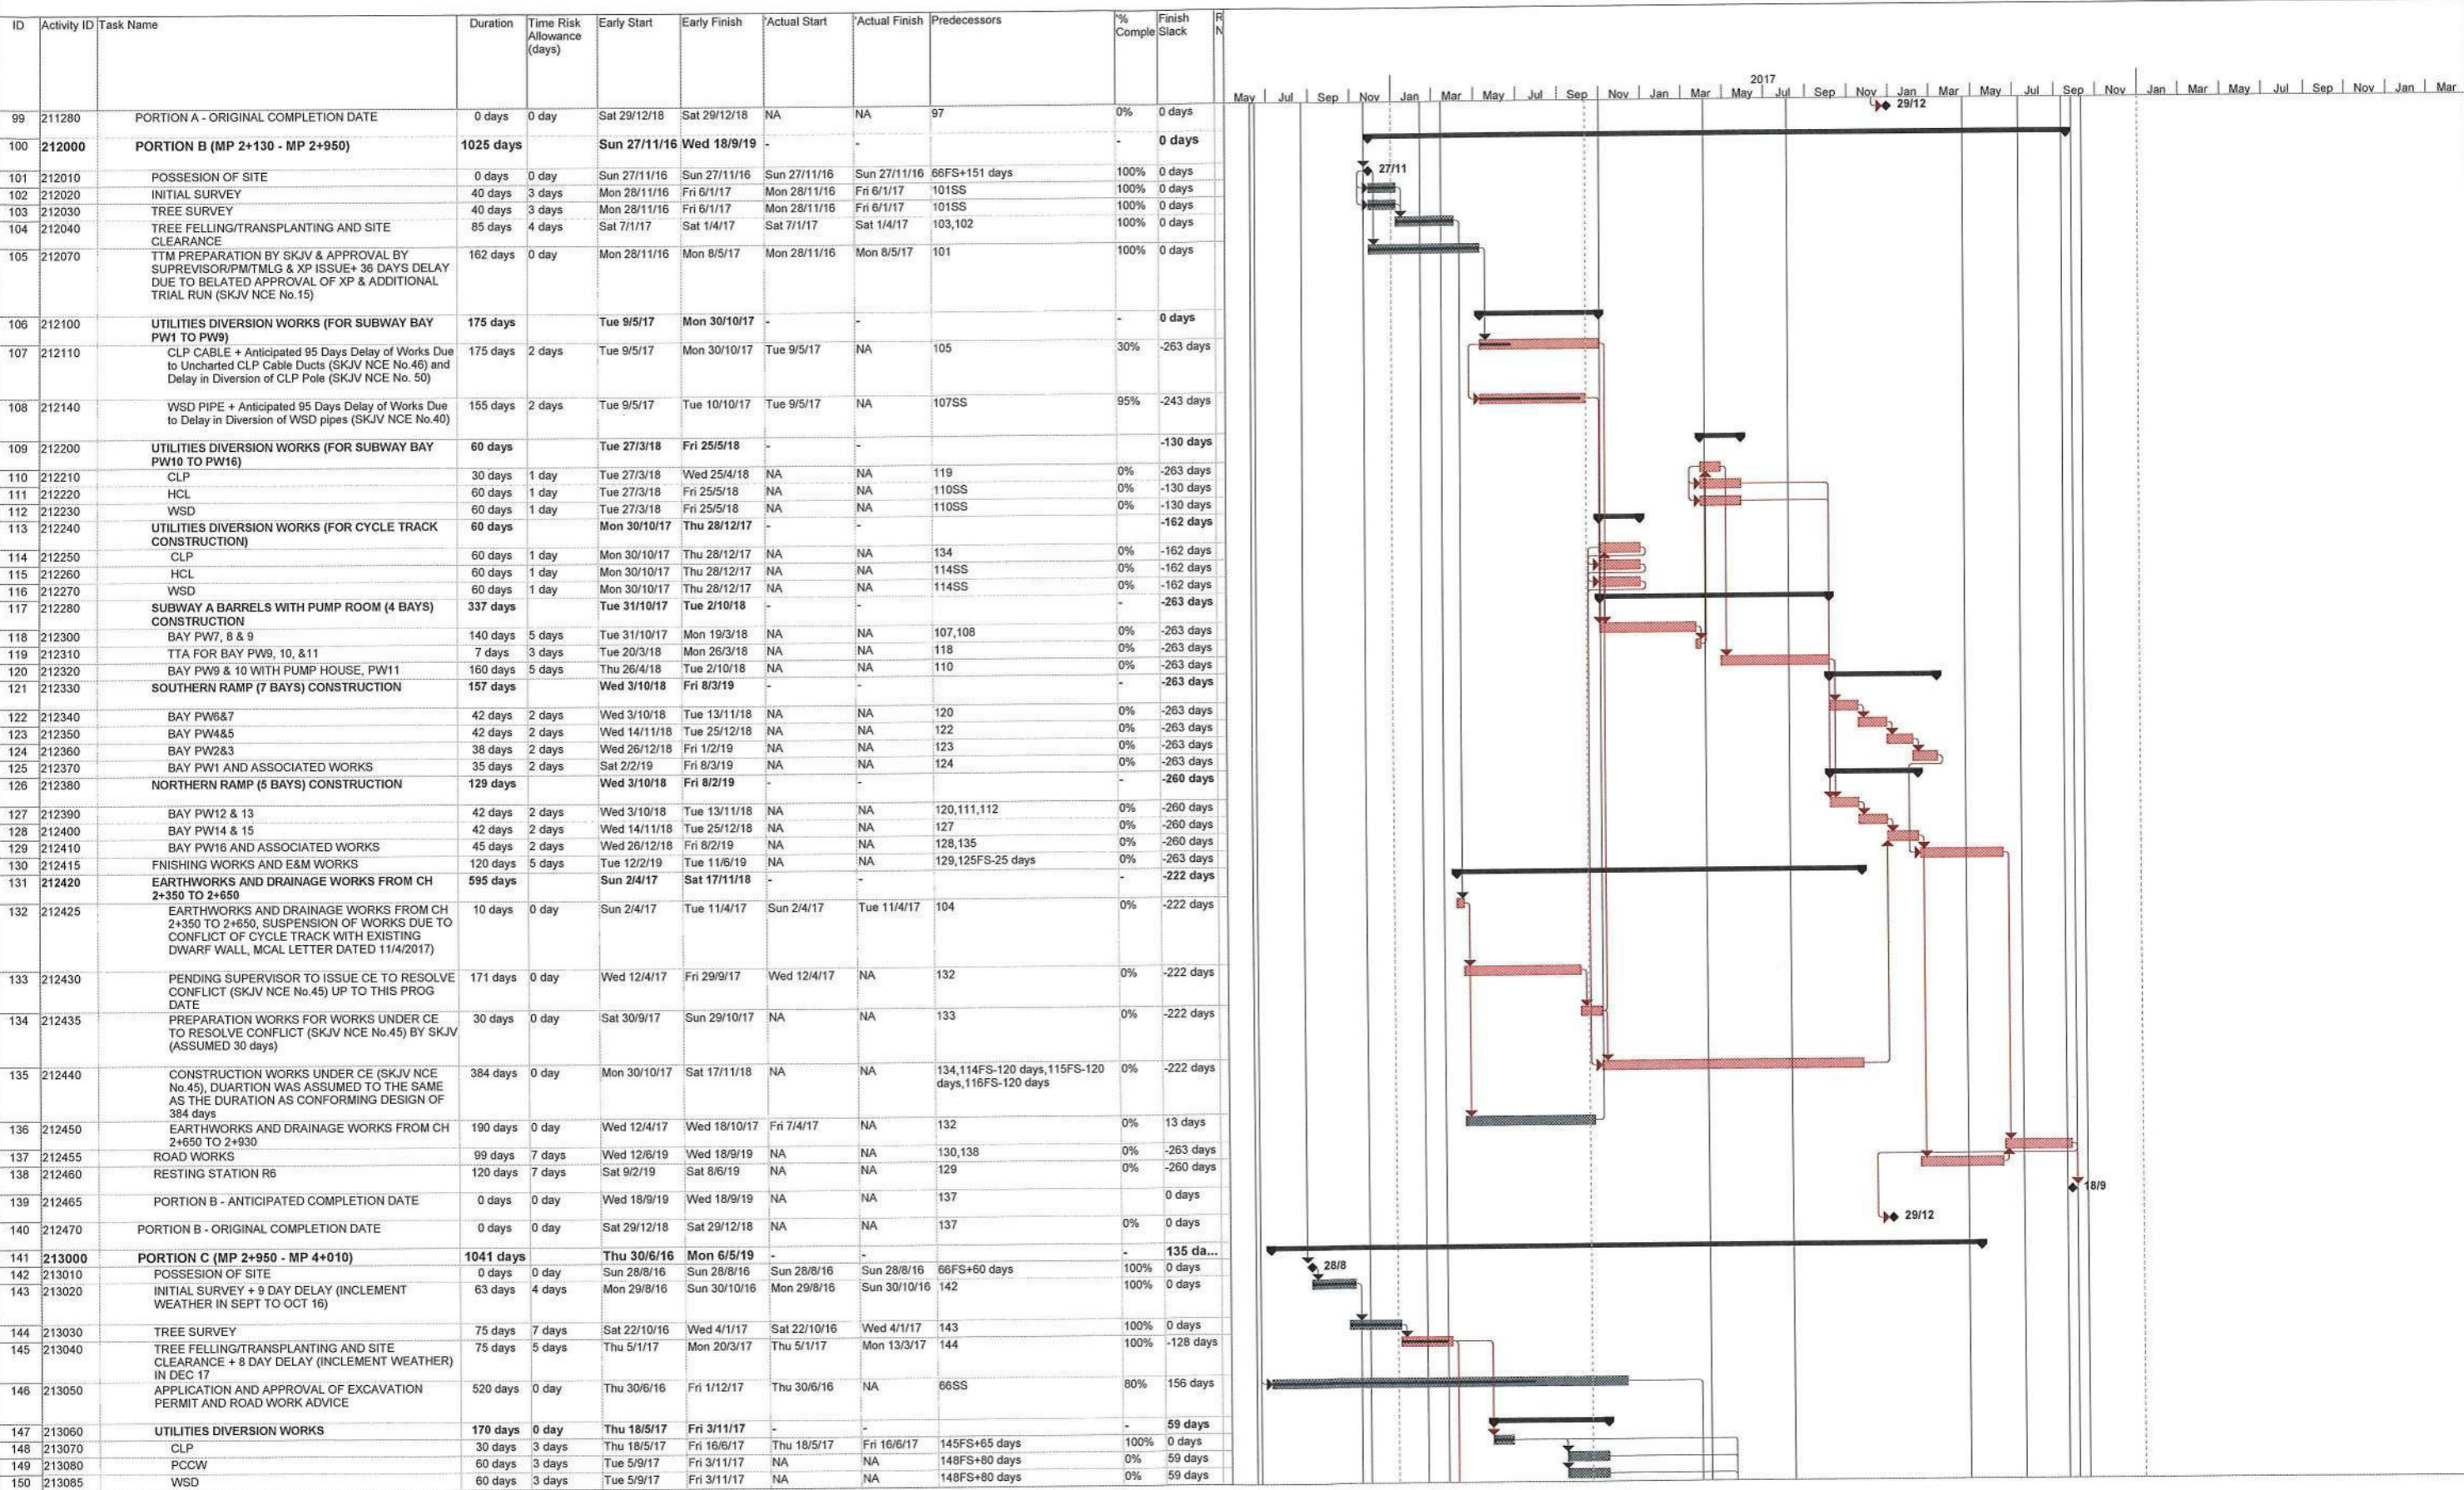 ID Activity ID Task Name Duration Time Risk Allowance (days) Early Start Early Finish 'Actual Start 'Actual Finish Predecessors '% Comple Finish Slack R N
2017
May Jul Sep Nov Jan Mar May Jul Sep Nov Jan Mar May Jul Sep Nov Jan Mar May Jul Sep Nov Jan Mar May Jul Sep Nov Jan Mar
99 211280 PORTION A - ORIGINAL COMPLETION DATE 0 days 0 day Sat 29/12/18 Sat 29/12/18 NA NA 97 0% 0 days 29/12
100 212000 PORTION B (MP 2+130 - MP 2+950) 1025 days Sun 27/11/16 Wed 18/9/19 - - - 0 days
101 212010 POSSESION OF SITE 0 days 0 day Sun 27/11/16 Sun 27/11/16 Sun 27/11/16 Sun 27/11/16 66FS+151 days 100% 0 days 27/11
102 212020 INITIAL SURVEY 40 days 3 days Mon 28/11/16 Fri 6/1/17 Mon 28/11/16 Fri 6/1/17 101SS 100% 0 days
103 212030 TREE SURVEY 40 days 3 days Mon 28/11/16 Fri 6/1/17 Mon 28/11/16 Fri 6/1/17 101SS 100% 0 days
104 212040 TREE FELLING/TRANSPLANTING AND SITE 85 days 4 days Sat 7/1/17 Sat 1/4/17 Sat 7/1/17 Sat 1/4/17 103,102 100% 0 days
CLEARANCE
105 212070 TTM PREPARATION BY SKJV & APPROVAL BY 162 days 0 day Mon 28/11/16 Mon 8/5/17 Mon 28/11/16 Mon 8/5/17 101 100% 0 days
SUPREVISOR/PM/TMLG & XP ISSUE+ 36 DAYS DELAY
DUE TO BELATED APPROVAL OF XP & ADDITIONAL
TRIAL RUN (SKJV NCE No.15)
106 212100 UTILITIES DIVERSION WORKS (FOR SUBWAY BAY 175 days Tue 9/5/17 Mon 30/10/17 - - - 0 days
PW1 TO PW9)
107 212110 CLP CABLE + Anticipated 95 Days Delay of Works Due 175 days 2 days Tue 9/5/17 Mon 30/10/17 Tue 9/5/17 NA 105 30% -263 days
to Uncharted CLP Cable Ducts (SKJV NCE No.46) and
Delay in Diversion of CLP Pole (SKJV NCE No. 50)
108 212140 WSD PIPE + Anticipated 95 Days Delay of Works Due 155 days 2 days Tue 9/5/17 Tue 10/10/17 Tue 9/5/17 NA 107SS 95% -243 days
to Delay in Diversion of WSD pipes (SKJV NCE No.40)
109 212200 UTILITIES DIVERSION WORKS (FOR SUBWAY BAY 60 days Tue 27/3/18 Fri 25/5/18 - - -130 days
PW10 TO PW16)
110 212210 CLP 30 days 1 day Tue 27/3/18 Wed 25/4/18 NA NA 119 0% -263 days
111 212220 HCL 60 days 1 day Tue 27/3/18 Fri 25/5/18 NA NA 110SS 0% -130 days
112 212230 WSD 60 days 1 day Tue 27/3/18 Fri 25/5/18 NA NA 110SS 0% -130 days
113 212240 UTILITIES DIVERSION WORKS (FOR CYCLE TRACK 60 days Mon 30/10/17 Thu 28/12/17 - - -162 days
CONSTRUCTION)
114 212250 CLP 60 days 1 day Mon 30/10/17 Thu 28/12/17 NA NA 134 0% -162 days
115 212260 HCL 60 days 1 day Mon 30/10/17 Thu 28/12/17 NA NA 114SS 0% -162 days
116 212270 WSD 60 days 1 day Mon 30/10/17 Thu 28/12/17 NA NA 114SS 0% -162 days
117 212280 SUBWAY A BARRELS WITH PUMP ROOM (4 BAYS) 337 days Tue 31/10/17 Tue 2/10/18 - - - -263 days
CONSTRUCTION
118 212300 BAY PW7, 8 & 9 140 days 5 days Tue 31/10/17 Mon 19/3/18 NA NA 107,108 0% -263 days
119 212310 TTA FOR BAY PW9, 10, &11 7 days 3 days Tue 20/3/18 Mon 26/3/18 NA NA 118 0% -263 days
120 212320 BAY PW9 & 10 WITH PUMP HOUSE, PW11 160 days 5 days Thu 26/4/18 Tue 2/10/18 NA NA 110 0% -263 days
121 212330 SOUTHERN RAMP (7 BAYS) CONSTRUCTION 157 days Wed 3/10/18 Fri 8/3/19 - - - -263 days
122 212340 BAY PW6&7 42 days 2 days Wed 3/10/18 Tue 13/11/18 NA NA 120 0% -263 days
123 212350 BAY PW4&5 42 days 2 days Wed 14/11/18 Tue 25/12/18 NA NA 122 0% -263 days
124 212360 BAY PW2&3 38 days 2 days Wed 26/12/18 Fri 1/2/19 NA NA 123 0% -263 days
125 212370 BAY PW1 AND ASSOCIATED WORKS 35 days 2 days Sat 2/2/19 Fri 8/3/19 NA NA 124 0% -263 days
126 212380 NORTHERN RAMP (5 BAYS) CONSTRUCTION 129 days Wed 3/10/18 Fri 8/2/19 - - - -260 days
127 212390 BAY PW12 & 13 42 days 2 days Wed 3/10/18 Tue 13/11/18 NA NA 120,111,112 0% -260 days
128 212400 BAY PW14 & 15 42 days 2 days Wed 14/11/18 Tue 25/12/18 NA NA 127 0% -260 days
129 212410 BAY PW16 AND ASSOCIATED WORKS 45 days 2 days Wed 26/12/18 Fri 8/2/19 NA NA 128,135 0% -260 days
130 212415 FNISHING WORKS AND E&M WORKS 120 days 5 days Tue 12/2/19 Tue 11/6/19 NA NA 129,125FS-25 days 0% -263 days
131 212420 EARTHWORKS AND DRAINAGE WORKS FROM CH 595 days Sun 2/4/17 Sat 17/11/18 - - - -222 days
2+350 TO 2+650
132 212425 EARTHWORKS AND DRAINAGE WORKS FROM CH 10 days 0 day Sun 2/4/17 Tue 11/4/17 Sun 2/4/17 Tue 11/4/17 104 0% -222 days
2+350 TO 2+650, SUSPENSION OF WORKS DUE TO
CONFLICT OF CYCLE TRACK WITH EXISTING
DWARF WALL, MCAL LETTER DATED 11/4/2017)
133 212430 PENDING SUPERVISOR TO ISSUE CE TO RESOLVE 171 days 0 day Wed 12/4/17 Fri 29/9/17 Wed 12/4/17 NA 132 0% -222 days
CONFLICT (SKJV NCE No.45) UP TO THIS PROG
DATE
134 212435 PREPARATION WORKS FOR WORKS UNDER CE 30 days 0 day Sat 30/9/17 Sun 29/10/17 NA NA 133 0% -222 days
TO RESOLVE CONFLICT (SKJV NCE No.45) BY SKJV
(ASSUMED 30 days)
135 212440 CONSTRUCTION WORKS UNDER CE (SKJV NCE 384 days 0 day Mon 30/10/17 Sat 17/11/18 NA NA 134,114FS-120 days,115FS-120 0% -222 days
No.45), DUARTION WAS ASSUMED TO THE SAME days,116FS-120 days
AS THE DURATION AS CONFORMING DESIGN OF
384 days
136 212450 EARTHWORKS AND DRAINAGE WORKS FROM CH 190 days 0 day Wed 12/4/17 Wed 18/10/17 Fri 7/4/17 NA 132 0% 13 days
2+650 TO 2+930
137 212455 ROAD WORKS 99 days 7 days Wed 12/6/19 Wed 18/9/19 NA NA 130,138 0% -263 days
138 212460 RESTING STATION R6 120 days 7 days Sat 9/2/19 Sat 8/6/19 NA NA 129 0% -260 days
139 212465 PORTION B - ANTICIPATED COMPLETION DATE 0 days 0 day Wed 18/9/19 Wed 18/9/19 NA NA 137 0 days 18/9
140 212470 PORTION B - ORIGINAL COMPLETION DATE 0 days 0 day Sat 29/12/18 Sat 29/12/18 NA NA 137 0% 0 days 29/12
141 213000 PORTION C (MP 2+950 - MP 4+010) 1041 days Thu 30/6/16 Mon 6/5/19 - - - 135 da...
142 213010 POSSESION OF SITE 0 days 0 day Sun 28/8/16 Sun 28/8/16 Sun 28/8/16 Sun 28/8/16 66FS+60 days 100% 0 days 28/8
143 213020 INITIAL SURVEY + 9 DAY DELAY (INCLEMENT 63 days 4 days Mon 29/8/16 Sun 30/10/16 Mon 29/8/16 Sun 30/10/16 142 100% 0 days
WEATHER IN SEPT TO OCT 16)
144 213030 TREE SURVEY 75 days 7 days Sat 22/10/16 Wed 4/1/17 Sat 22/10/16 Wed 4/1/17 143 100% 0 days
145 213040 TREE FELLING/TRANSPLANTING AND SITE 75 days 5 days Thu 5/1/17 Mon 20/3/17 Thu 5/1/17 Mon 13/3/17 144 100% -128 days
CLEARANCE + 8 DAY DELAY (INCLEMENT WEATHER)
IN DEC 17
146 213050 APPLICATION AND APPROVAL OF EXCAVATION 520 days 0 day Thu 30/6/16 Fri 1/12/17 Thu 30/6/16 NA 66SS 80% 156 days
PERMIT AND ROAD WORK ADVICE
147 213060 UTILITIES DIVERSION WORKS 170 days 0 day Thu 18/5/17 Fri 3/11/17 - - - 59 days
148 213070 CLP 30 days 3 days Thu 18/5/17 Fri 16/6/17 Thu 18/5/17 Fri 16/6/17 145FS+65 days 100% 0 days
149 213080 PCCW 60 days 3 days Tue 5/9/17 Fri 3/11/17 NA NA 148FS+80 days 0% 59 days
150 213085 WSD 60 days 3 days Tue 5/9/17 Fri 3/11/17 NA NA 148FS+80 days 0% 59 days